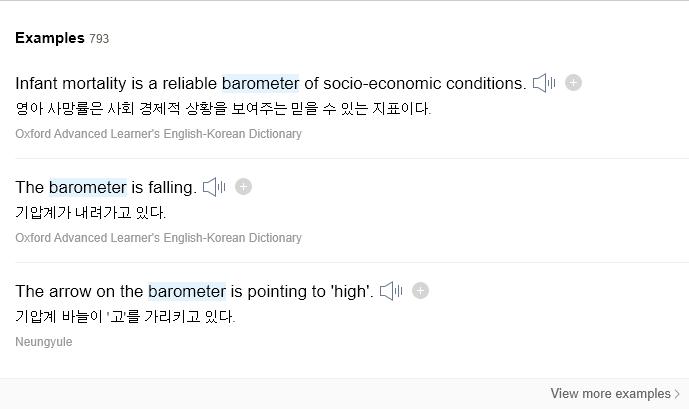 Examples 793
Infant mortality is a reliable barometer of socio-economic conditions.
영아 사망률은 사회 경제적 상황을 보여주는 믿을 수 있는 지표이다.
Oxford Advanced Learner's English-Korean Dictionary
The barometer is falling.
기압계가 내려가고 있다.
Oxford Advanced Learner's English-Korean Dictionary
The arrow on the barometer is pointing to 'high'.
기압계 바늘이 '고'를 가리키고 있다.
Neungyule
View more examples